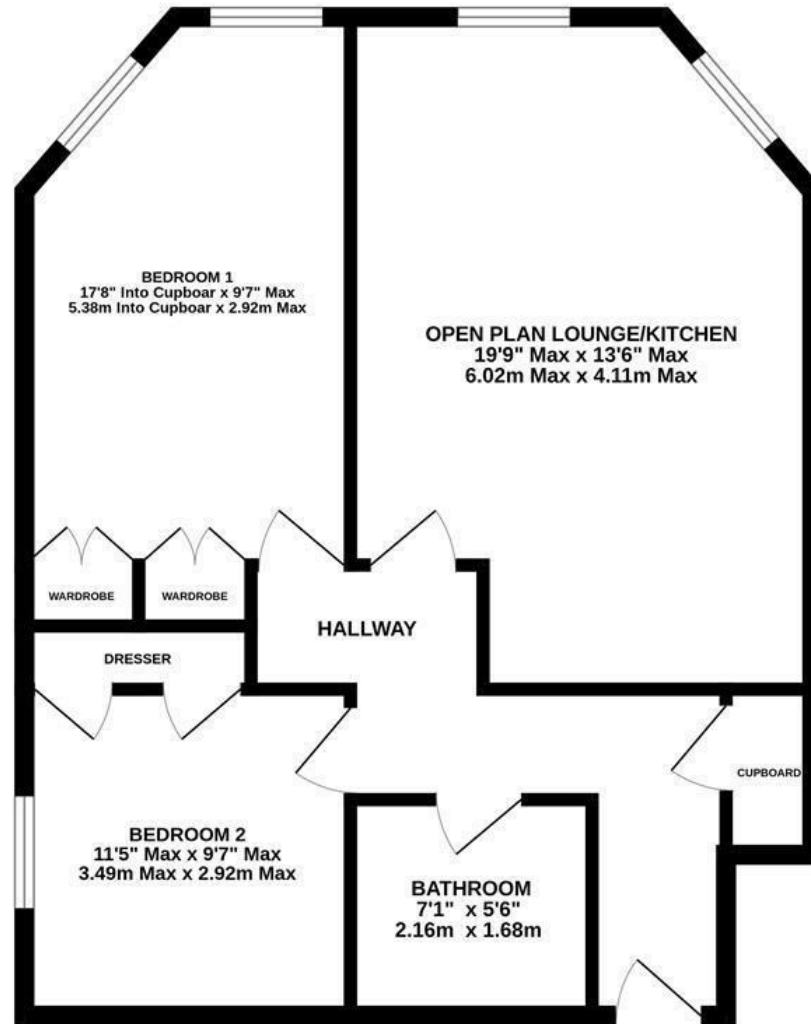 BEDROOM 1
17'8" Into Cupboar x 9'7" Max
5.38m Into Cupboar x 2.92m Max
OPEN PLAN LOUNGE/KITCHEN
19'9" Max x 13'6" Max
6.02m Max x 4.11m Max
WARDROBE
WARDROBE
HALLWAY
DRESSER
CUPBOARD
BEDROOM 2
11'5" Max x 9'7" Max
3.49m Max x 2.92m Max
BATHROOM
7'1" x 5'6"
2.16m x 1.68m